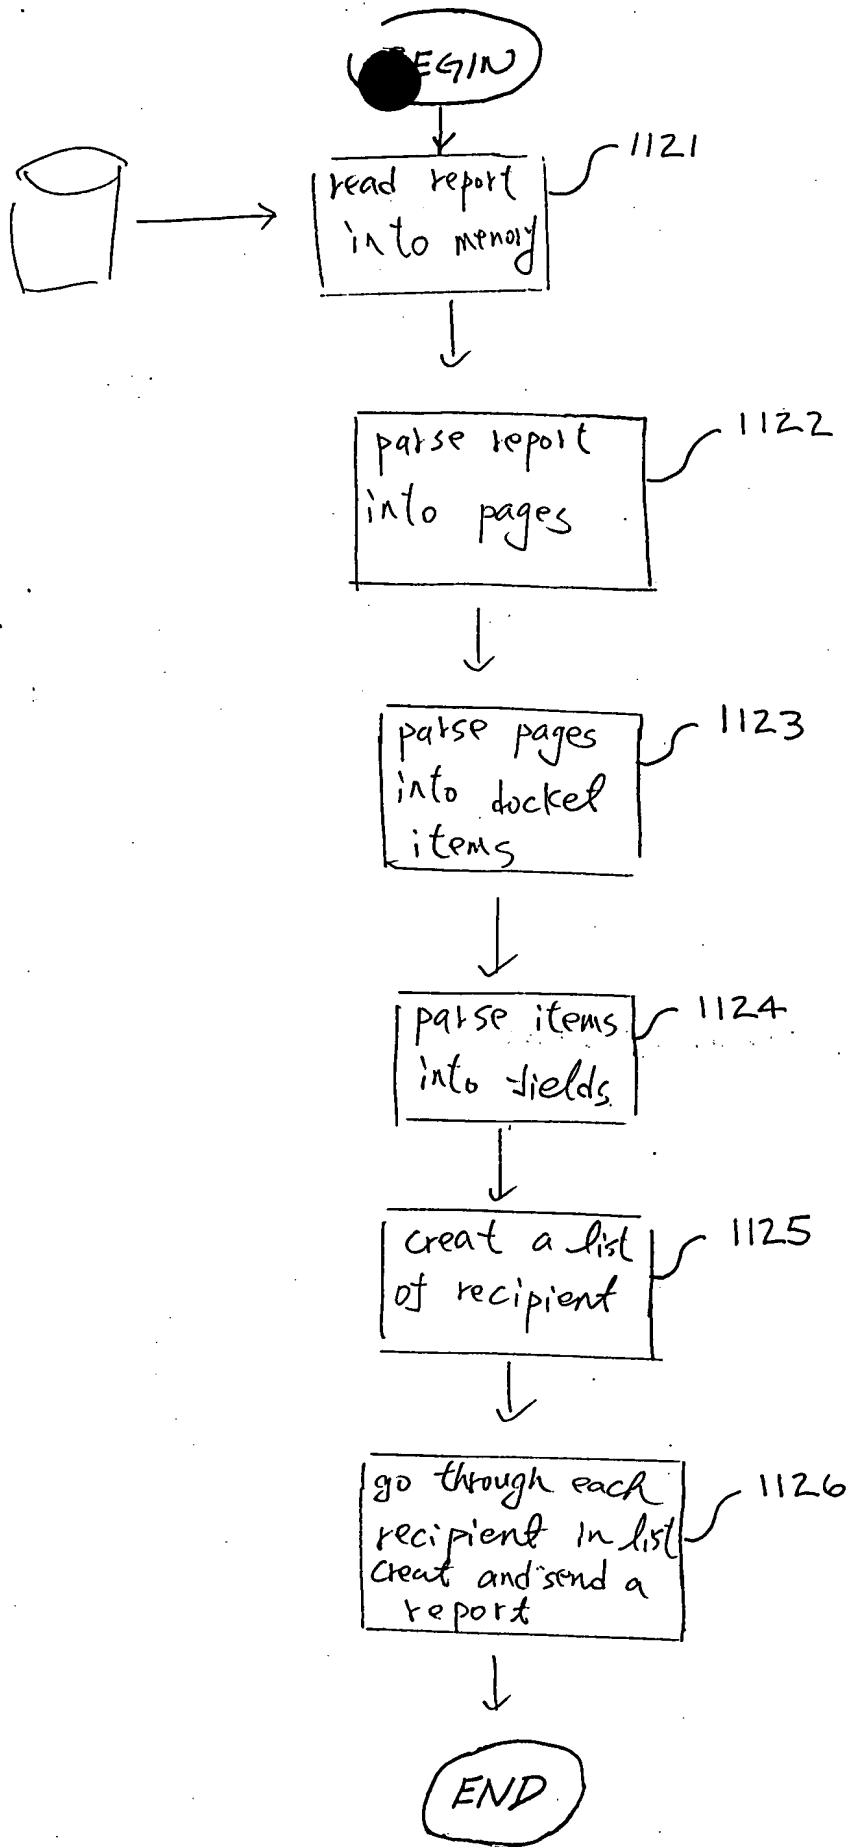 EGIN
1121
read report
into memory
1122
parse report
into pages
1123
parse pages
into docket
items
1124
parse items
into fields
1125
creat a list
of recipient
1126
go through each
recipient in list
creat and send a
report
END